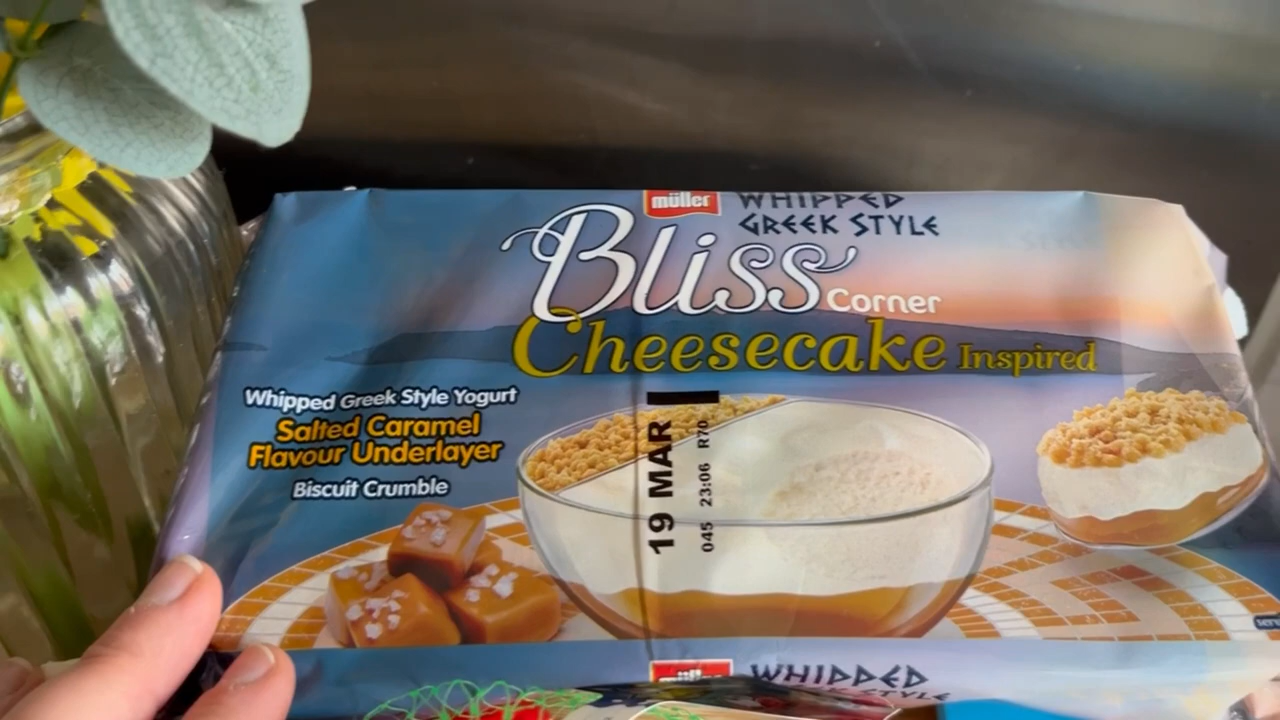 müller
WHIPPED
GREEK STYLE
Bliss Corner
Cheesecake Inspired
Whipped Greek Style Yogurt
Salted Caramel
Flavour Underlayer
Biscuit Crumble
19 MAR
045 23:06 R70
müller
WHIPPED
STYLE